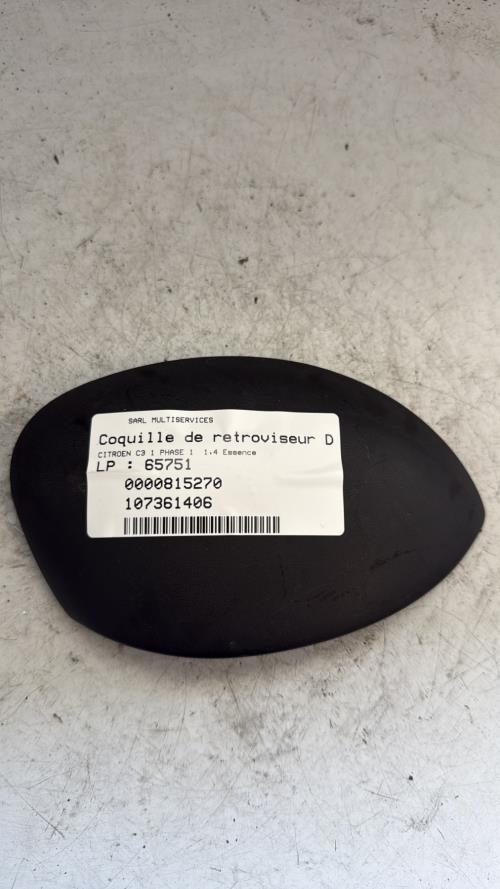 SARL MULTISERVICES
Coquille de retroviseur D
CITROEN C3 1 PHASE 1 1.4 Essence
LP : 65751
0000815270
107361406